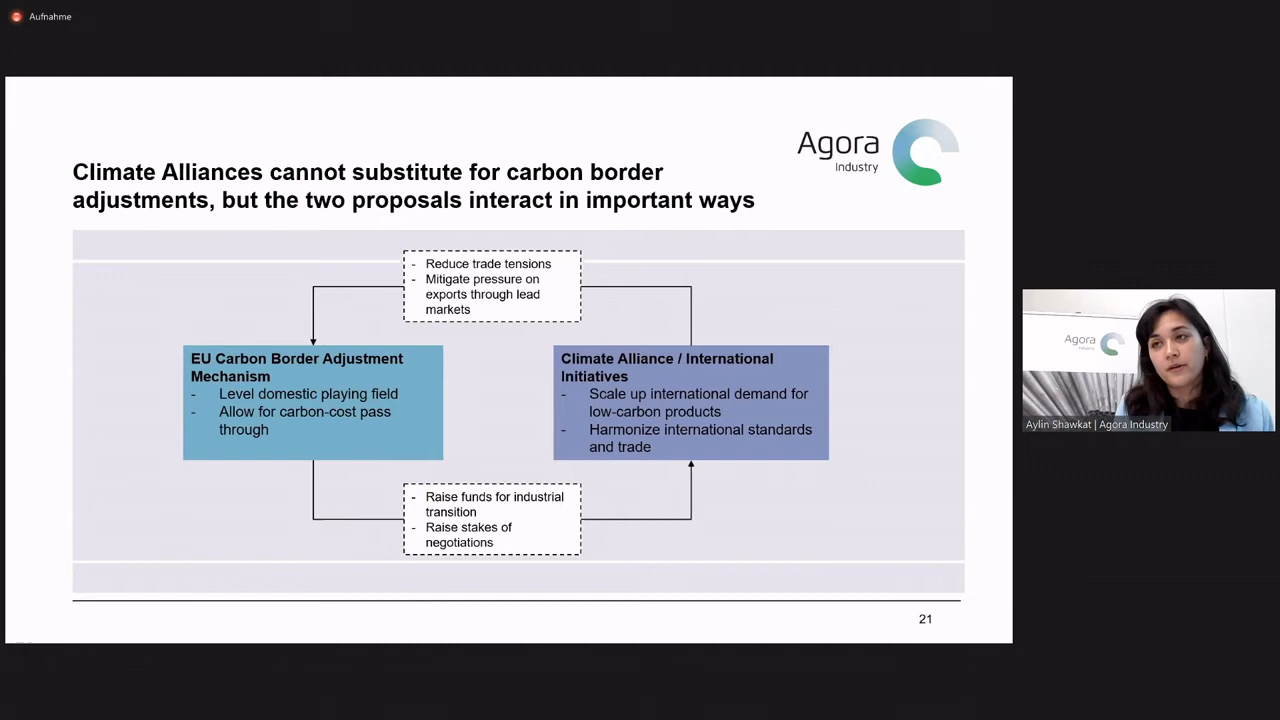 Aufnahme
Agora
Industry
Climate Alliances cannot substitute for carbon border
adjustments, but the two proposals interact in important ways
- Reduce trade tensions
- Mitigate pressure on
exports through lead
markets
EU Carbon Border Adjustment
Mechanism
- Level domestic playing field
- Allow for carbon-cost pass
through
Climate Alliance / International
Initiatives
- Scale up international demand for
low-carbon products
- Harmonize international standards
and trade
- Raise funds for industrial
transition
- Raise stakes of
negotiations
21
Agora
Aylin Shawkat | Agora Industry